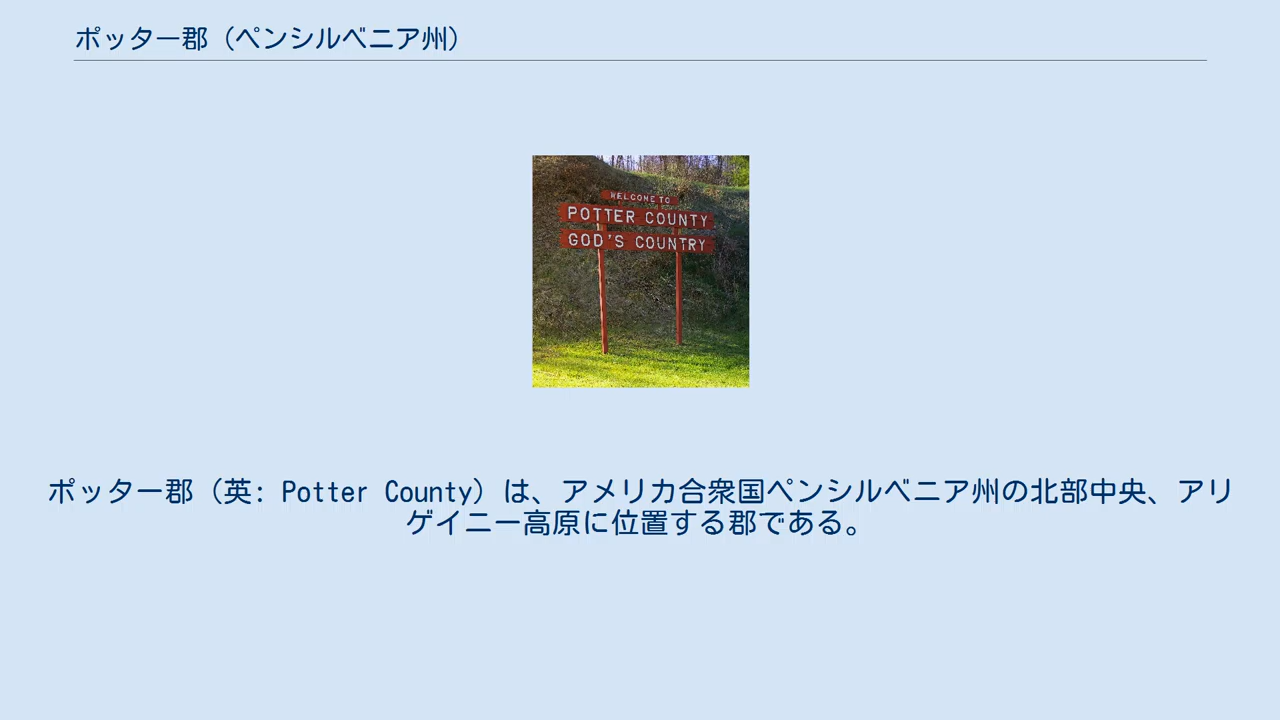 ポッター郡（ペンシルベニア州）
WELCOME TO
POTTER COUNTY
GOD'S COUNTRY
ポッター郡（英: Potter County）は、アメリカ合衆国ペンシルベニア州の北部中央、アリ
ゲイニー高原に位置する郡である。